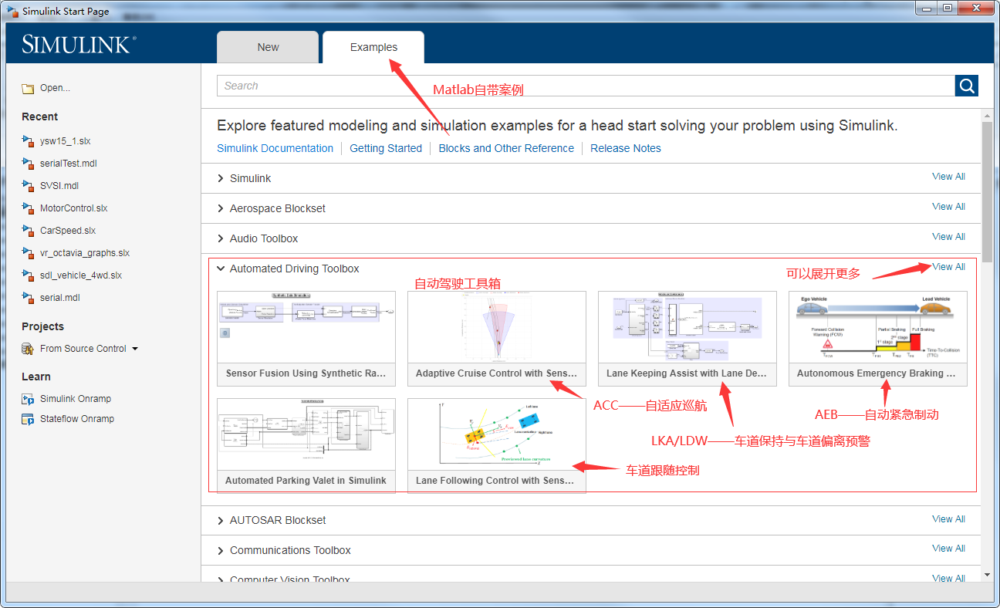 Simulink Start Page
SIMULINK®
New
Examples
Open...
Recent
ysw15_1.slx
serialTest.mdl
SVSI.mdl
MotorControl.slx
CarSpeed.slx
vr_octavia_graphs.slx
sdl_vehicle_4wd.slx
serial.mdl
Projects
From Source Control
Learn
Simulink Onramp
Stateflow Onramp
Search
Matlab自带案例
Explore featured modeling and simulation examples for a head start solving your problem using Simulink.
Simulink Documentation
Getting Started
Blocks and Other Reference
Release Notes
Simulink
View All
Aerospace Blockset
View All
Audio Toolbox
View All
Automated Driving Toolbox
可以展开更多
View All
自动驾驶工具箱
Ego Vehicle
Lead Vehicle
Forward Collision
Warning (FCW)
Partial Braking
Full Braking
1st stage
2nd stage
Time-To-Collision
(TTC)
Sensor Fusion Using Synthetic Ra...
Adaptive Cruise Control with Sens...
Lane Keeping Assist with Lane De...
Autonomous Emergency Braking ...
ACC——自适应巡航
AEB——自动紧急制动
LKA/LDW——车道保持与车道偏离预警
Previewed lane curvature
车道跟随控制
Automated Parking Valet in Simulink
Lane Following Control with Sens...
AUTOSAR Blockset
View All
Communications Toolbox
View All
Computer Vision Toolbox
View All